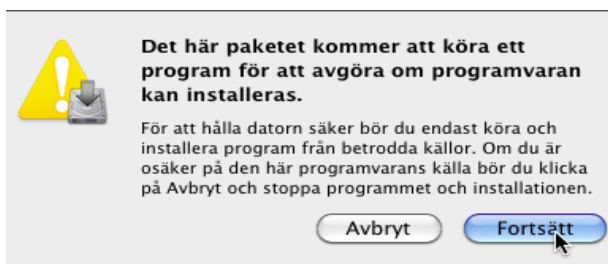 Det här paketet kommer att köra ett
program för att avgöra om programvaran
kan installeras.
För att hålla datorn säker bör du endast köra och
installera program från betrodda källor. Om du är
osäker på den här programvarans källa bör du klicka
på Avbryt och stoppa programmet och installationen.
Avbryt Fortsätt